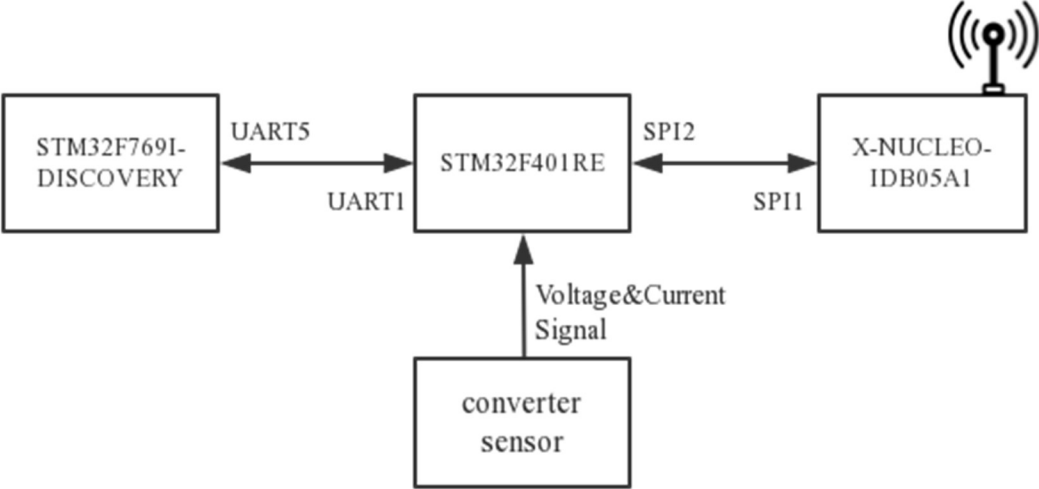 STM32F769I-
DISCOVERY
UART5
UART1
STM32F401RE
SPI2
SPI1
X-NUCLEO-
IDB05A1
Voltage&Current
Signal
converter
sensor